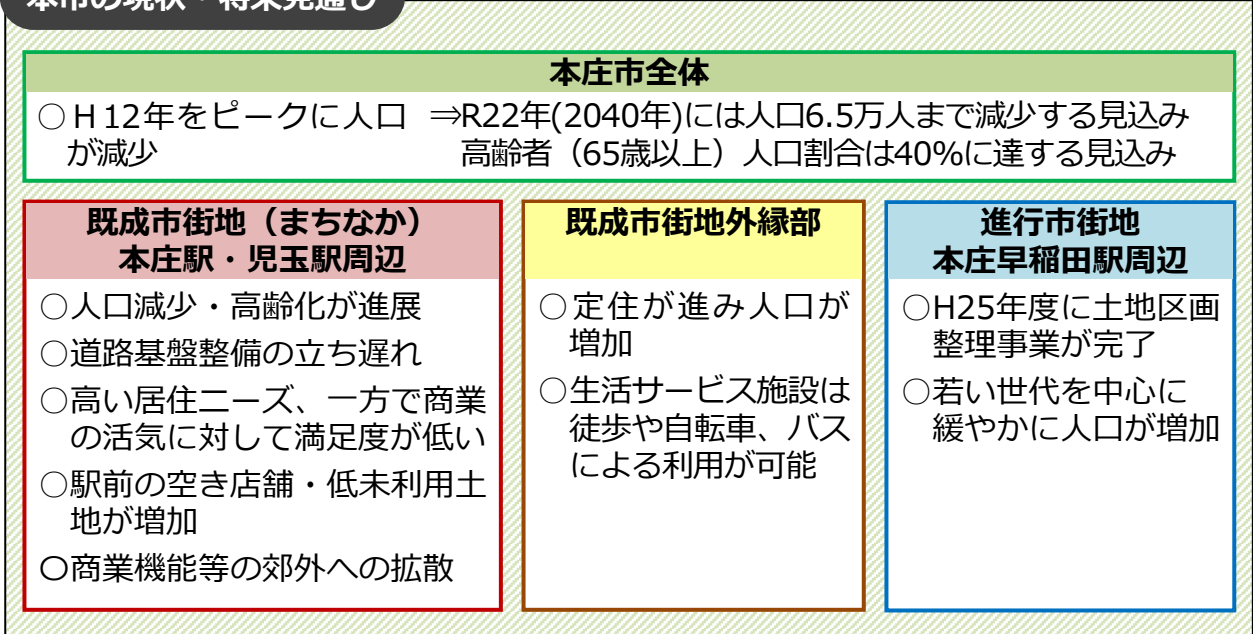 本市の現状・将来見通し
本庄市全体
○H12年をピークに人口が減少
⇒R22年(2040年)には人口6.5万人まで減少する見込み
高齢者（65歳以上）人口割合は40%に達する見込み
既成市街地（まちなか）
本庄駅・児玉駅周辺
○人口減少・高齢化が進展
○道路基盤整備の立ち遅れ
○高い居住ニーズ、一方で商業
の活気に対して満足度が低い
○駅前の空き店舗・低未利用土
地が増加
○商業機能等の郊外への拡散
既成市街地外縁部
○定住が進み人口が
増加
○生活サービス施設は
徒歩や自転車、バス
による利用が可能
進行市街地
本庄早稲田駅周辺
○H25年度に土地区画
整理事業が完了
○若い世代を中心に
緩やかに人口が増加